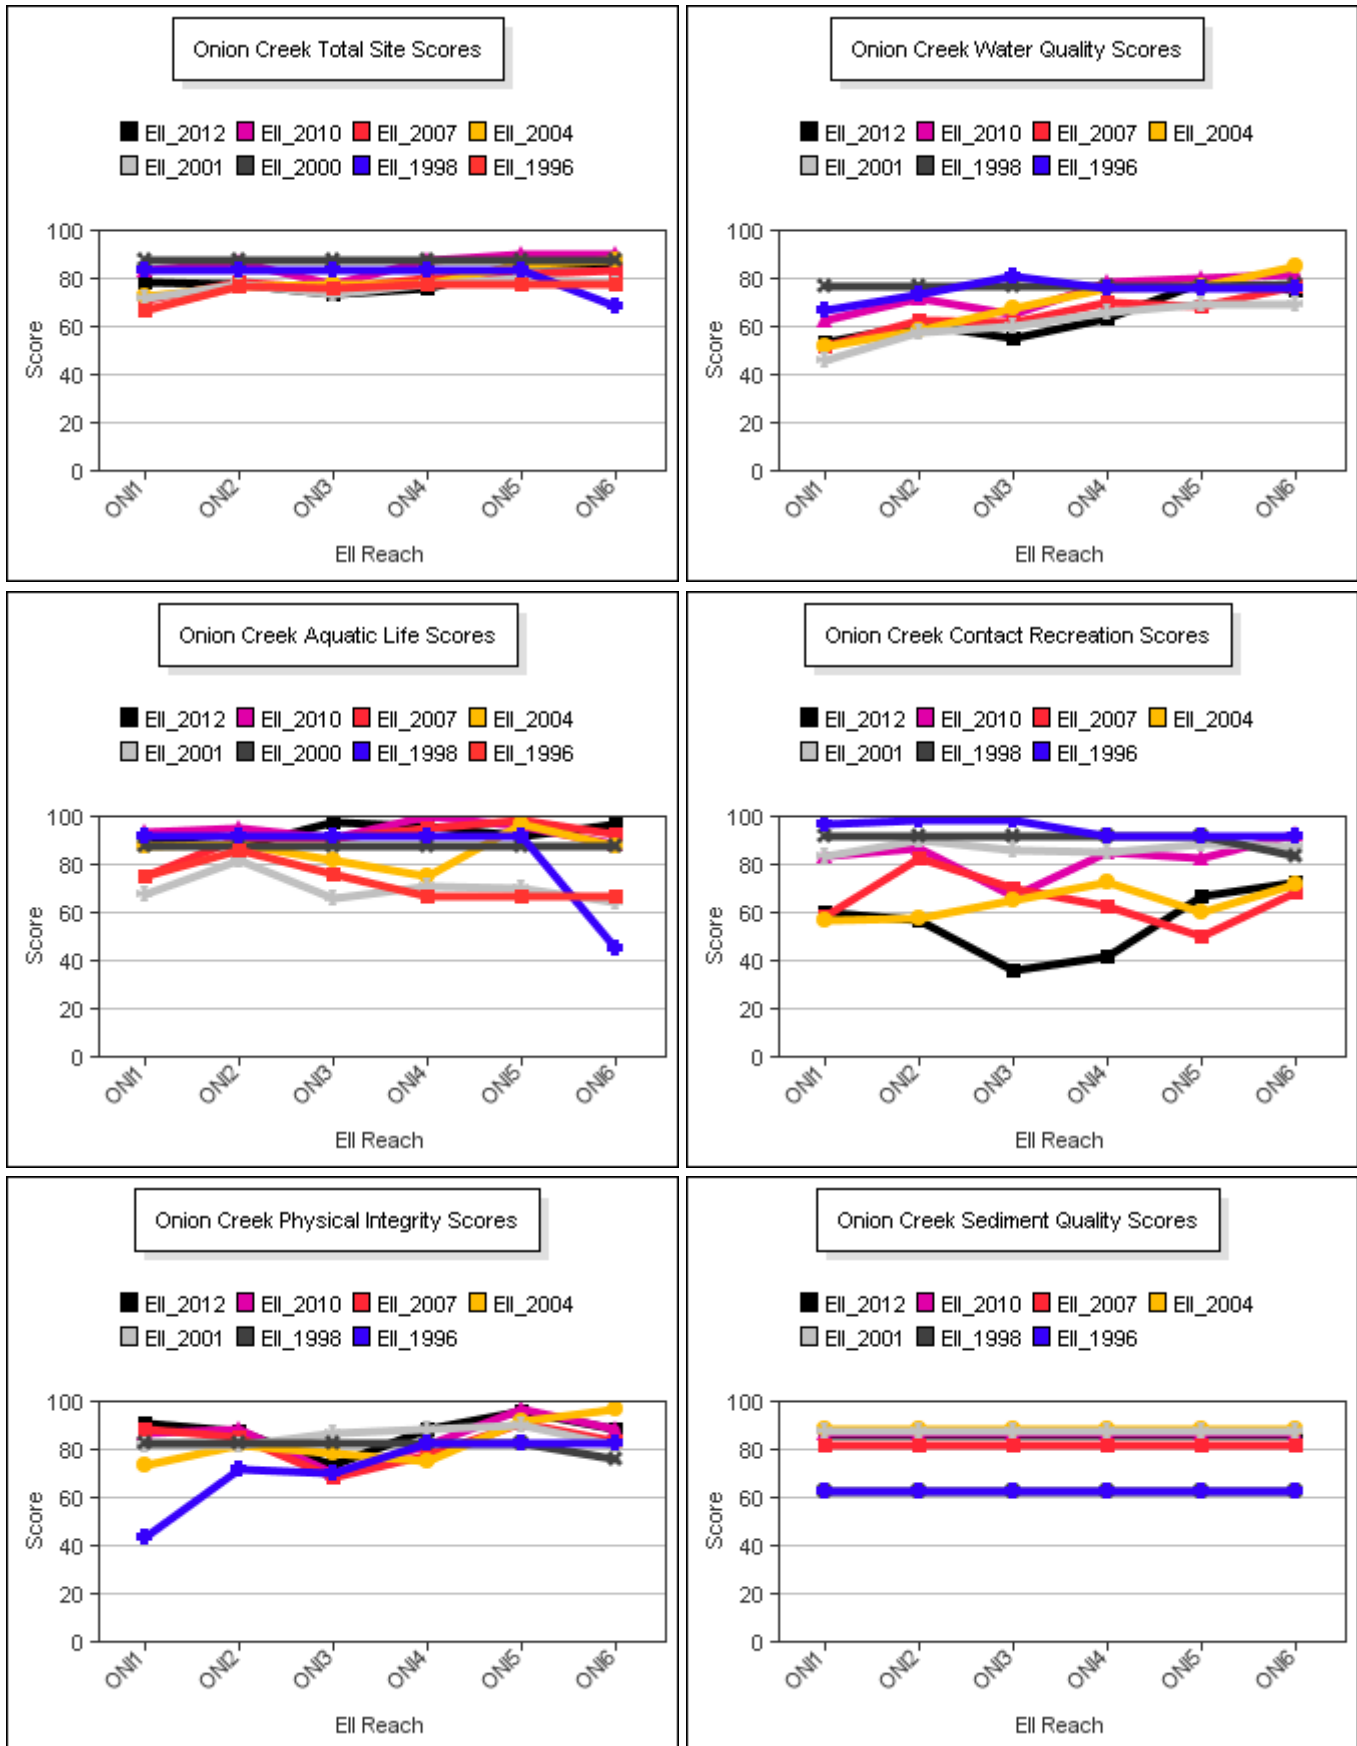 Onion Creek Total Site Scores
EII_2012 EII_2010 EII_2007 EII_2004
EII_2001 EII_2000 EII_1998 EII_1996
100
80
60
40
20
0
Score
ONI1 ONI2 ONI3 ONI4 ONI5 ONI6
EII Reach
Onion Creek Water Quality Scores
EII_2012 EII_2010 EII_2007 EII_2004
EII_2001 EII_1998 EII_1996
100
80
60
40
20
0
Score
ONI1 ONI2 ONI3 ONI4 ONI5 ONI6
EII Reach
Onion Creek Aquatic Life Scores
EII_2012 EII_2010 EII_2007 EII_2004
EII_2001 EII_2000 EII_1998 EII_1996
100
80
60
40
20
0
Score
ONI1 ONI2 ONI3 ONI4 ONI5 ONI6
EII Reach
Onion Creek Contact Recreation Scores
EII_2012 EII_2010 EII_2007 EII_2004
EII_2001 EII_1998 EII_1996
100
80
60
40
20
0
Score
ONI1 ONI2 ONI3 ONI4 ONI5 ONI6
EII Reach
Onion Creek Physical Integrity Scores
EII_2012 EII_2010 EII_2007 EII_2004
EII_2001 EII_1998 EII_1996
100
80
60
40
20
0
Score
ONI1 ONI2 ONI3 ONI4 ONI5 ONI6
EII Reach
Onion Creek Sediment Quality Scores
EII_2012 EII_2010 EII_2007 EII_2004
EII_2001 EII_1998 EII_1996
100
80
60
40
20
0
Score
ONI1 ONI2 ONI3 ONI4 ONI5 ONI6
EII Reach